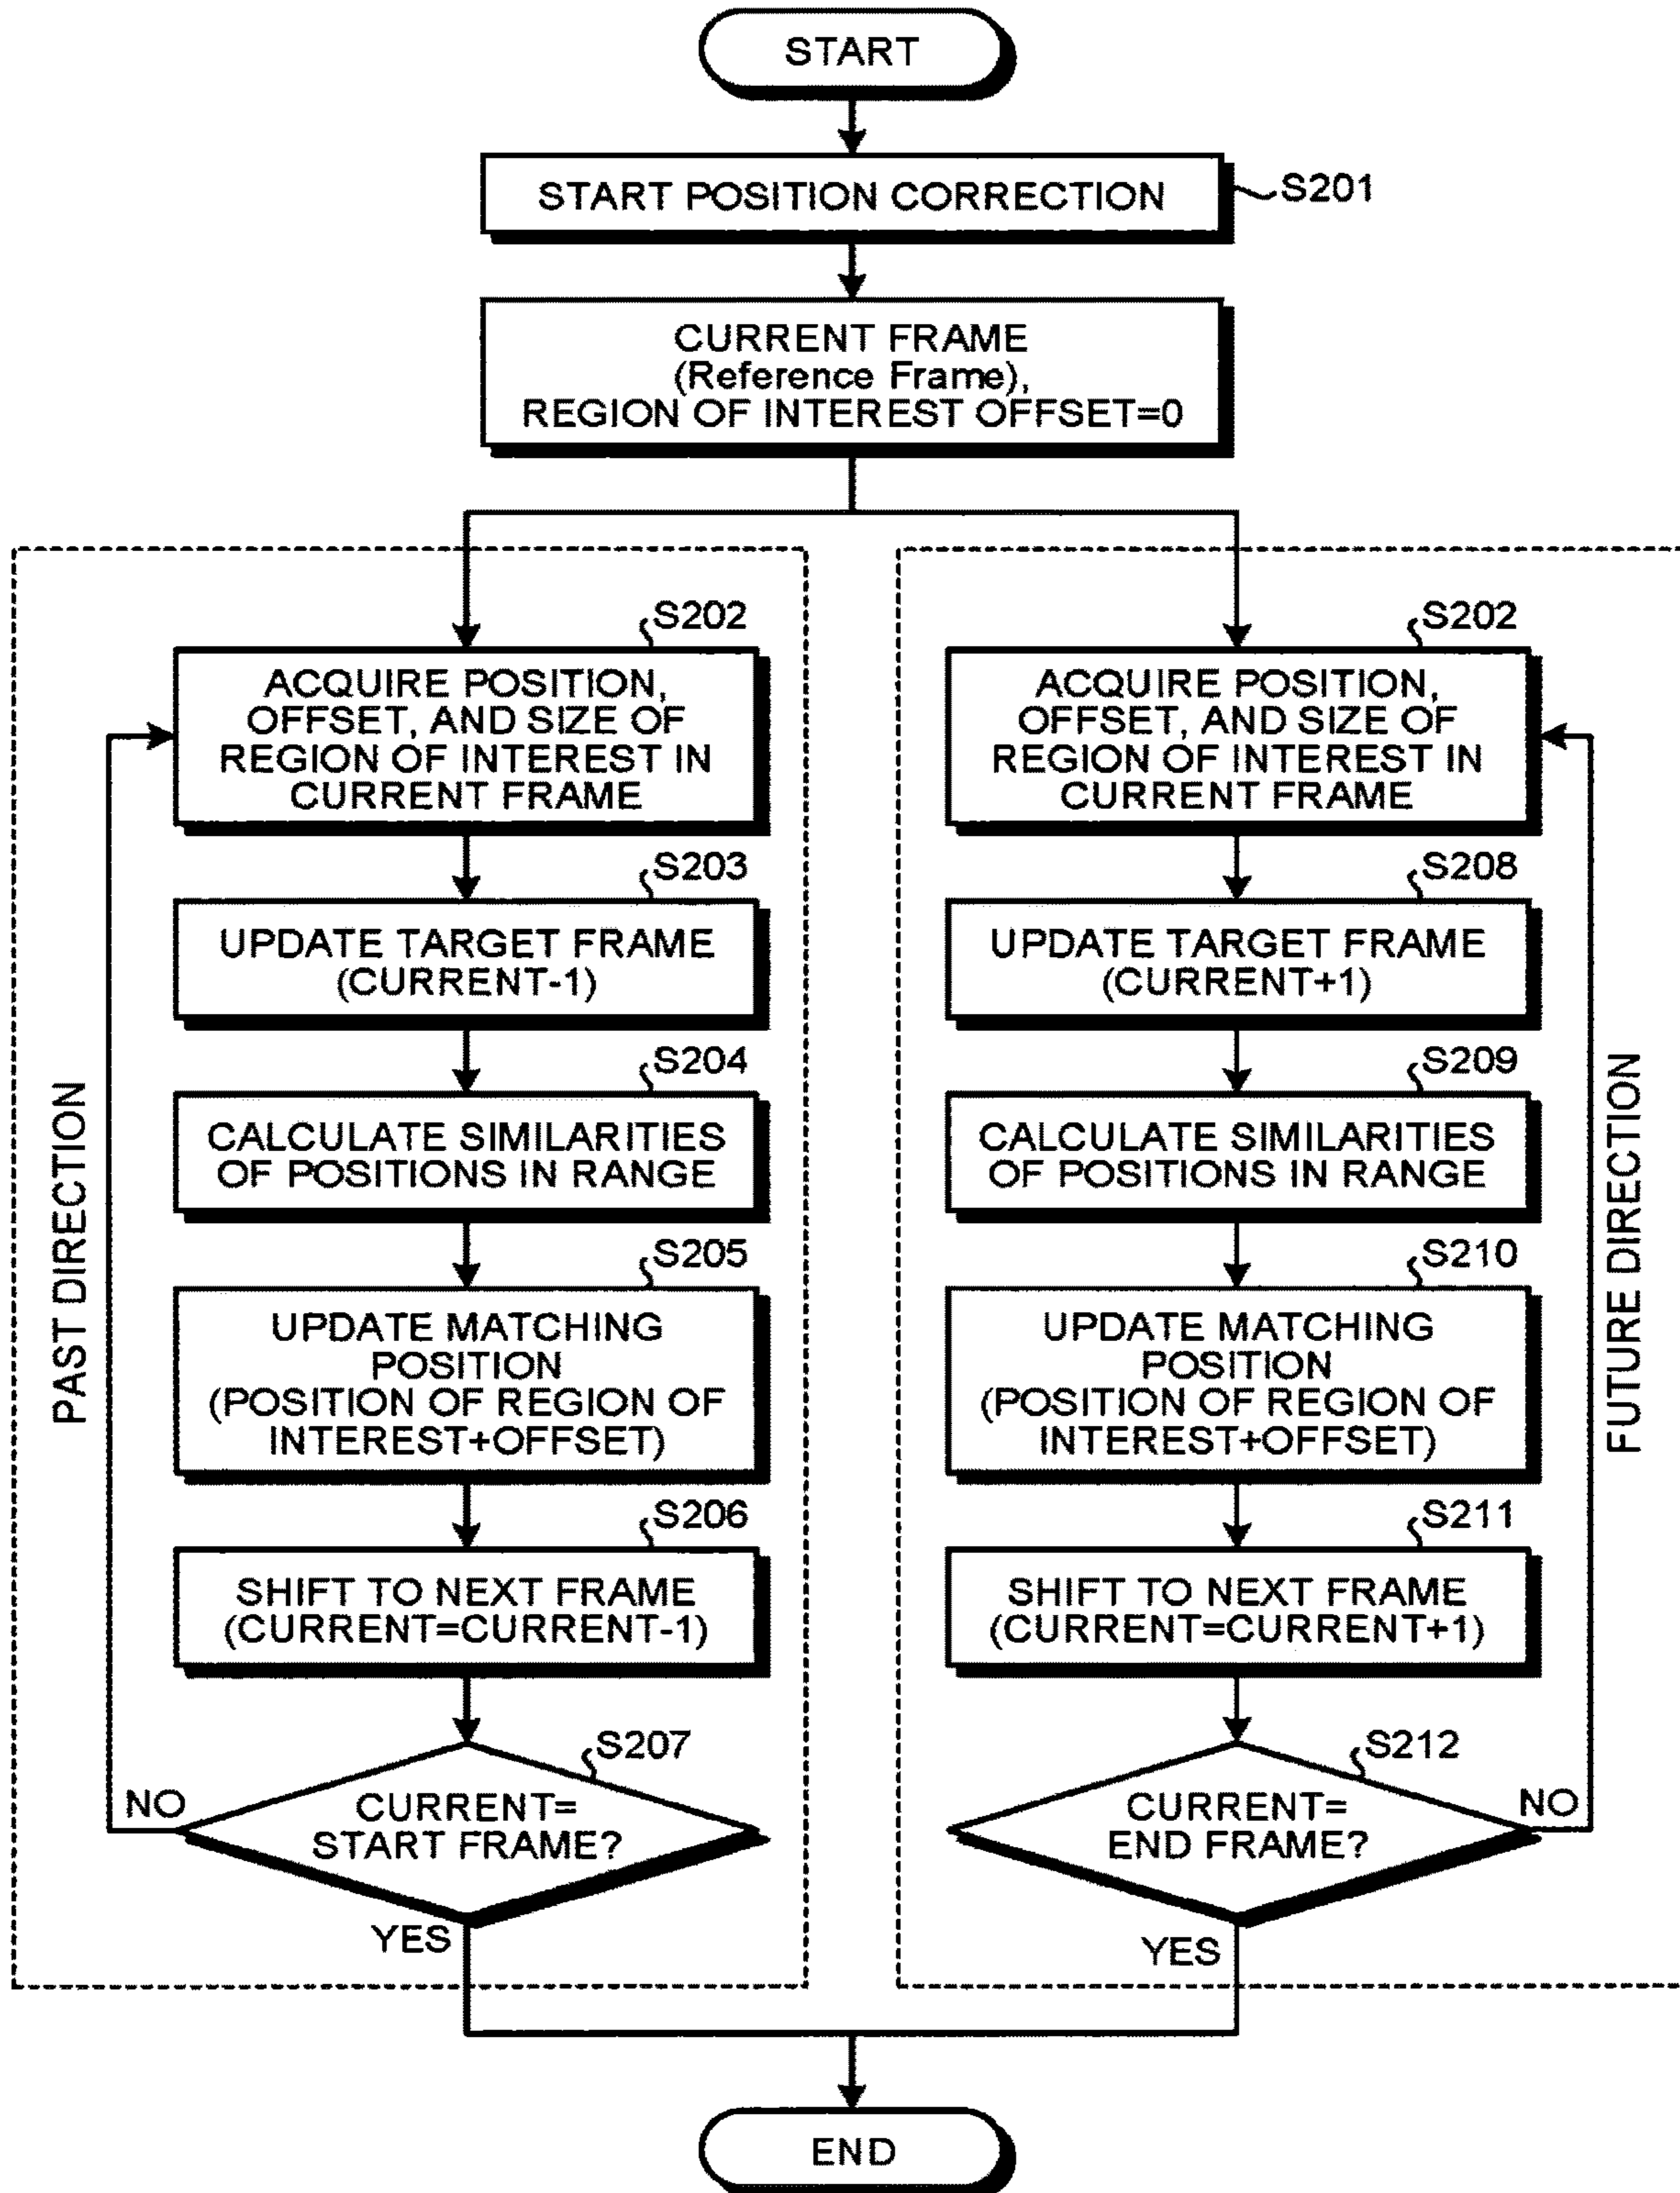 START
START POSITION CORRECTION
S201
CURRENT FRAME
(Reference Frame),
REGION OF INTEREST OFFSET=0
PAST DIRECTION
S202
ACQUIRE POSITION,
OFFSET, AND SIZE OF
REGION OF INTEREST IN
CURRENT FRAME
S203
UPDATE TARGET FRAME
(CURRENT-1)
S204
CALCULATE SIMILARITIES
OF POSITIONS IN RANGE
S205
UPDATE MATCHING
POSITION
(POSITION OF REGION OF
INTEREST+OFFSET)
S206
SHIFT TO NEXT FRAME
(CURRENT=CURRENT-1)
S207
CURRENT=
START FRAME?
NO
YES
FUTURE DIRECTION
S202
ACQUIRE POSITION,
OFFSET, AND SIZE OF
REGION OF INTEREST IN
CURRENT FRAME
S208
UPDATE TARGET FRAME
(CURRENT+1)
S209
CALCULATE SIMILARITIES
OF POSITIONS IN RANGE
S210
UPDATE MATCHING
POSITION
(POSITION OF REGION OF
INTEREST+OFFSET)
S211
SHIFT TO NEXT FRAME
(CURRENT=CURRENT+1)
S212
CURRENT=
END FRAME?
NO
YES
END